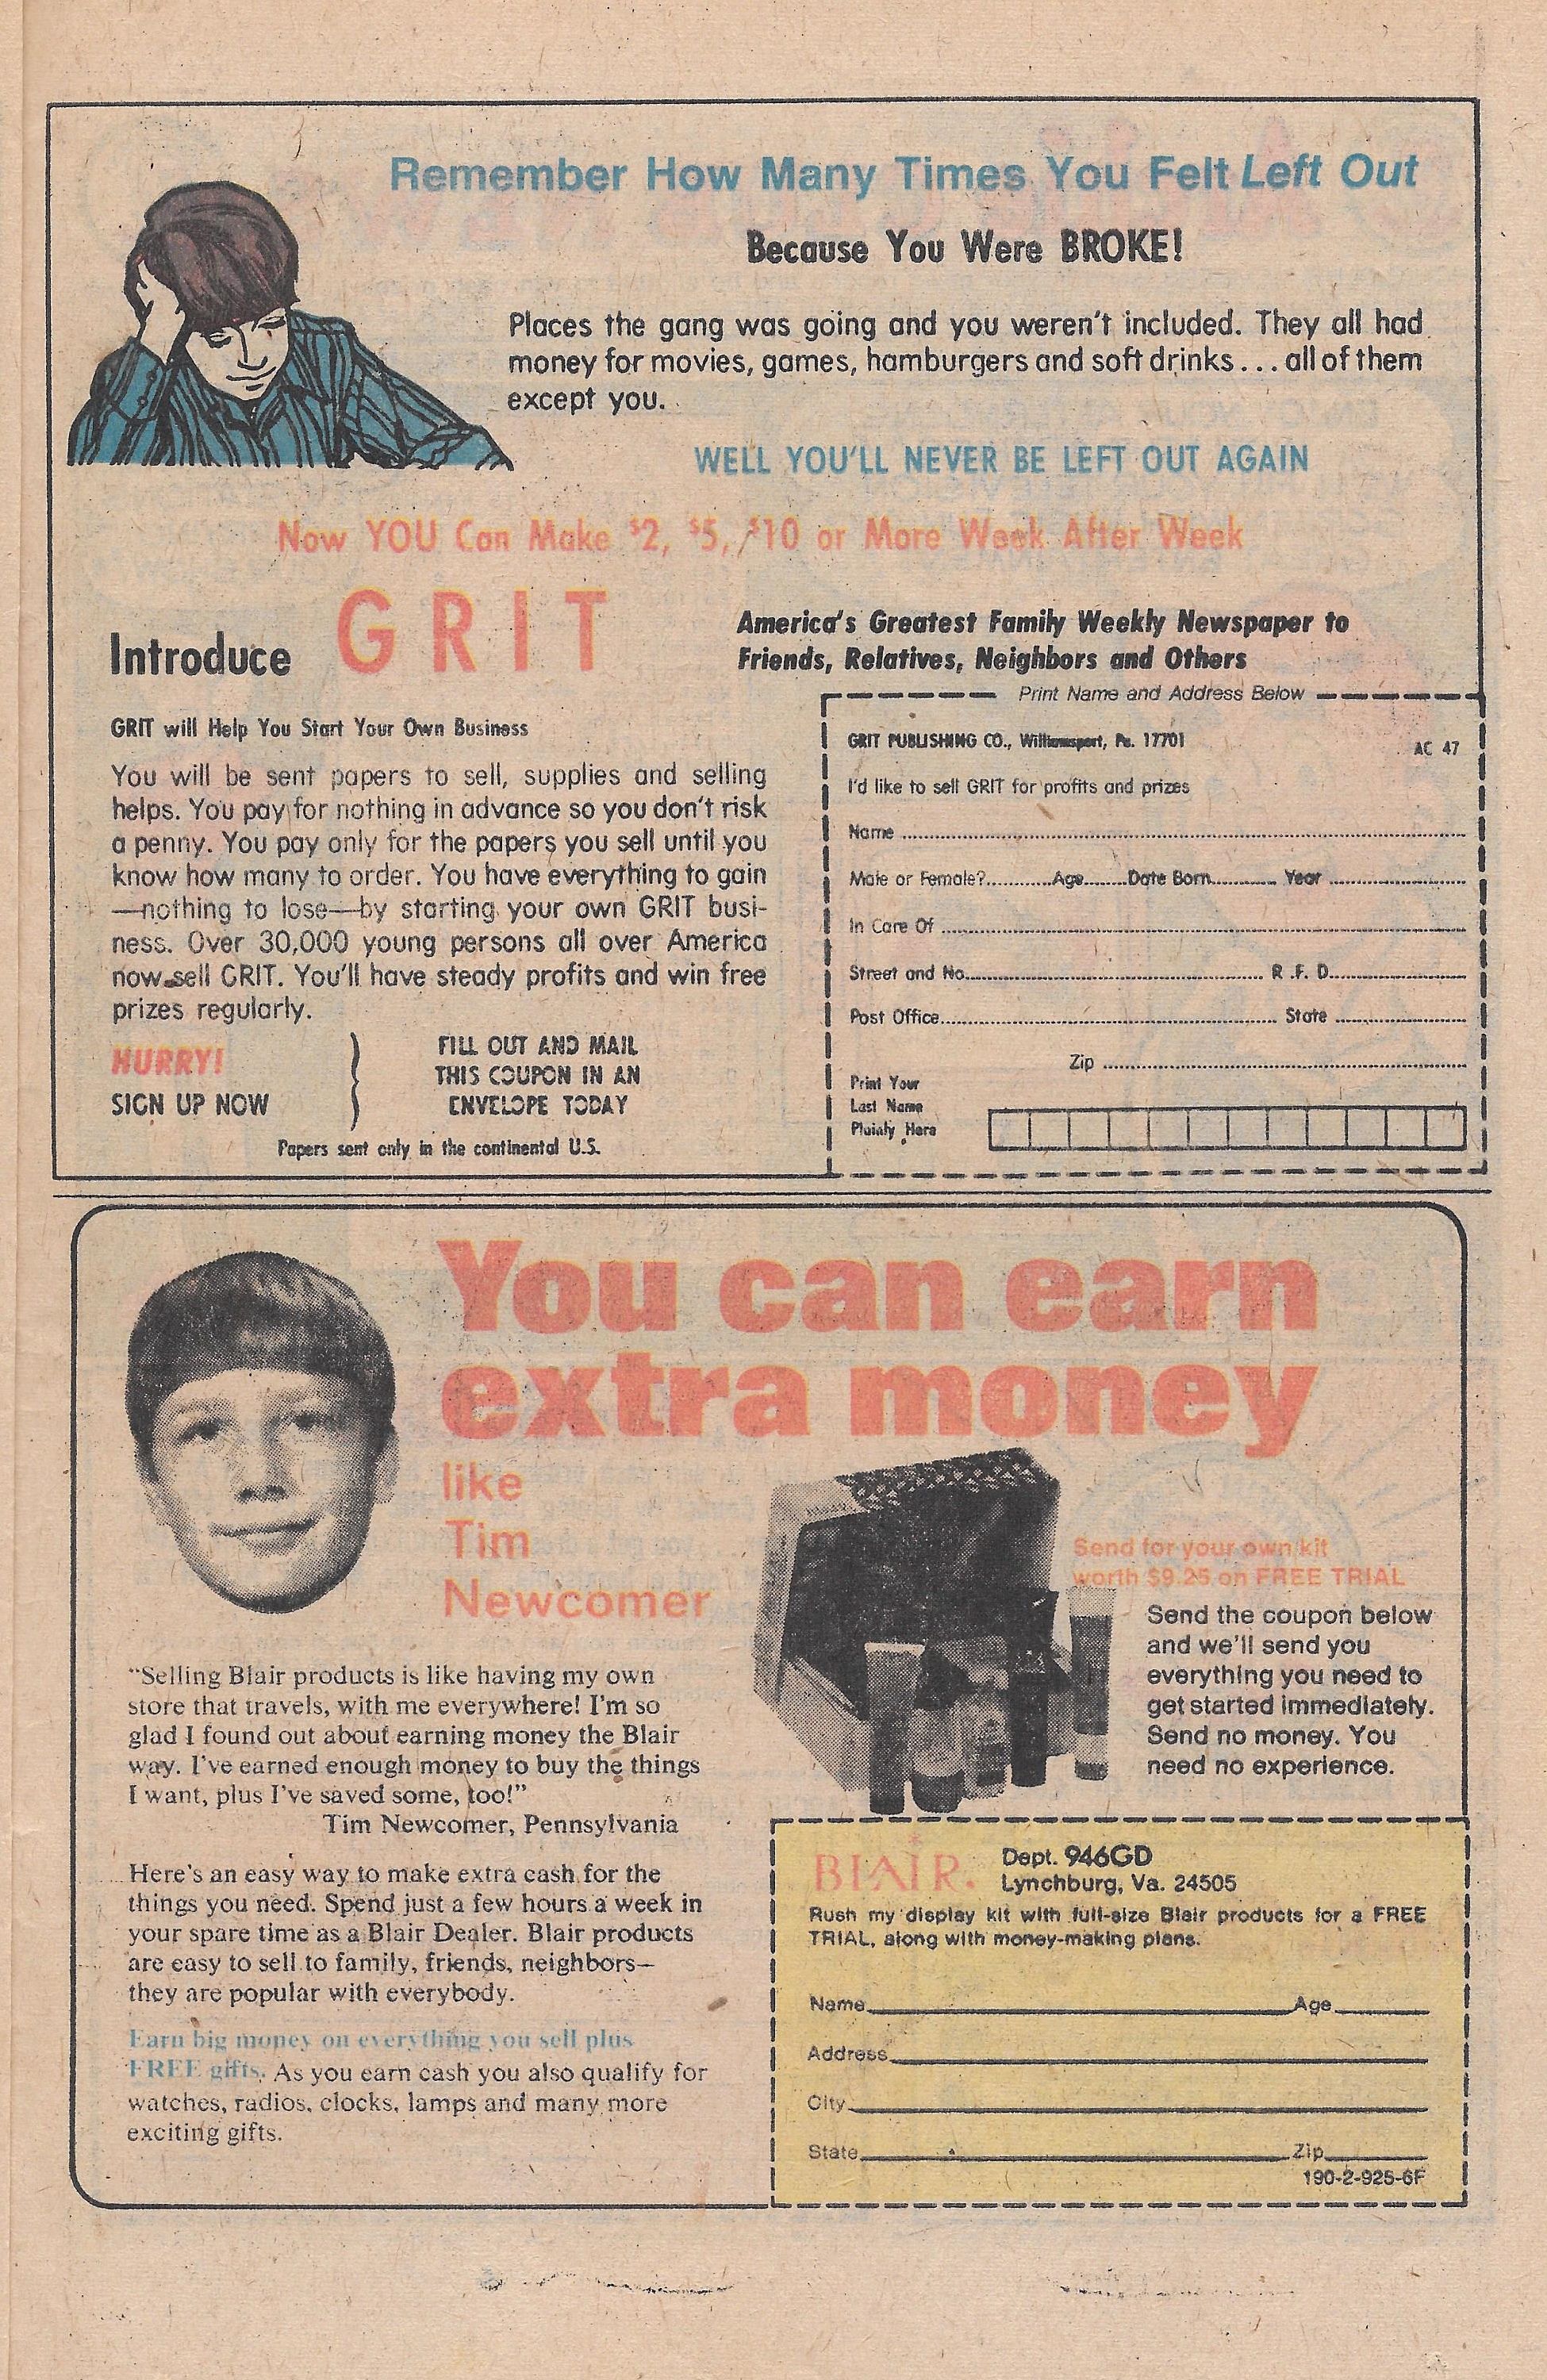 Remember How Many Times You Felt Left Out
Because You Were BROKE!
Places the gang was going and you weren't included. They all had
money for movies, games, hamburgers and soft drinks... all of them
except you.
WELL YOU'LL NEVER BE LEFT OUT AGAIN
Now YOU Can Make $2, $5, $10 or More Week After Week
Introduce GRIT
America's Greatest Family Weekly Newspaper to
Friends, Relatives, Neighbors and Others
GRIT will Help You Start Your Own Business
You will be sent papers to sell, supplies and selling
helps. You pay for nothing in advance so you don't risk
a penny. You pay only for the papers you sell until you
know how many to order. You have everything to gain
—nothing to lose—by starting your own GRIT busi-
ness. Over 30,000 young persons all over America
now sell GRIT. You'll have steady profits and win free
prizes regularly.
HURRY!
SIGN UP NOW
FILL OUT AND MAIL
THIS COUPON IN AN
ENVELOPE TODAY
Papers sent only in the continental U.S.
Print Name and Address Below
GRIT PUBLISHING CO., Williamsport, Pa. 17701
AC 47
I'd like to sell GRIT for profits and prizes
Name
Male or Female? Age Date Born Year
In Care Of
Street and No. R.F.D.
Post Office State
Zip
Print Your
Last Name
Plainly Here
You can earn
extra money
like
Tim
Newcomer
"Selling Blair products is like having my own
store that travels, with me everywhere! I'm so
glad I found out about earning money the Blair
way. I've earned enough money to buy the things
I want, plus I've saved some, too!"
Tim Newcomer, Pennsylvania
Here's an easy way to make extra cash for the
things you need. Spend just a few hours a week in
your spare time as a Blair Dealer. Blair products
are easy to sell to family, friends, neighbors—
they are popular with everybody.
Earn big money on everything you sell plus
FREE gifts. As you earn cash you also qualify for
watches, radios, clocks, lamps and many more
exciting gifts.
Send for your own kit
worth $9.25 on FREE TRIAL
Send the coupon below
and we'll send you
everything you need to
get started immediately.
Send no money. You
need no experience.
BLAIR.
Dept. 946GD
Lynchburg, Va. 24505
Rush my display kit with full-size Blair products for a FREE
TRIAL, along with money-making plans.
Name Age
Address
City
State Zip
190-2-925-6F